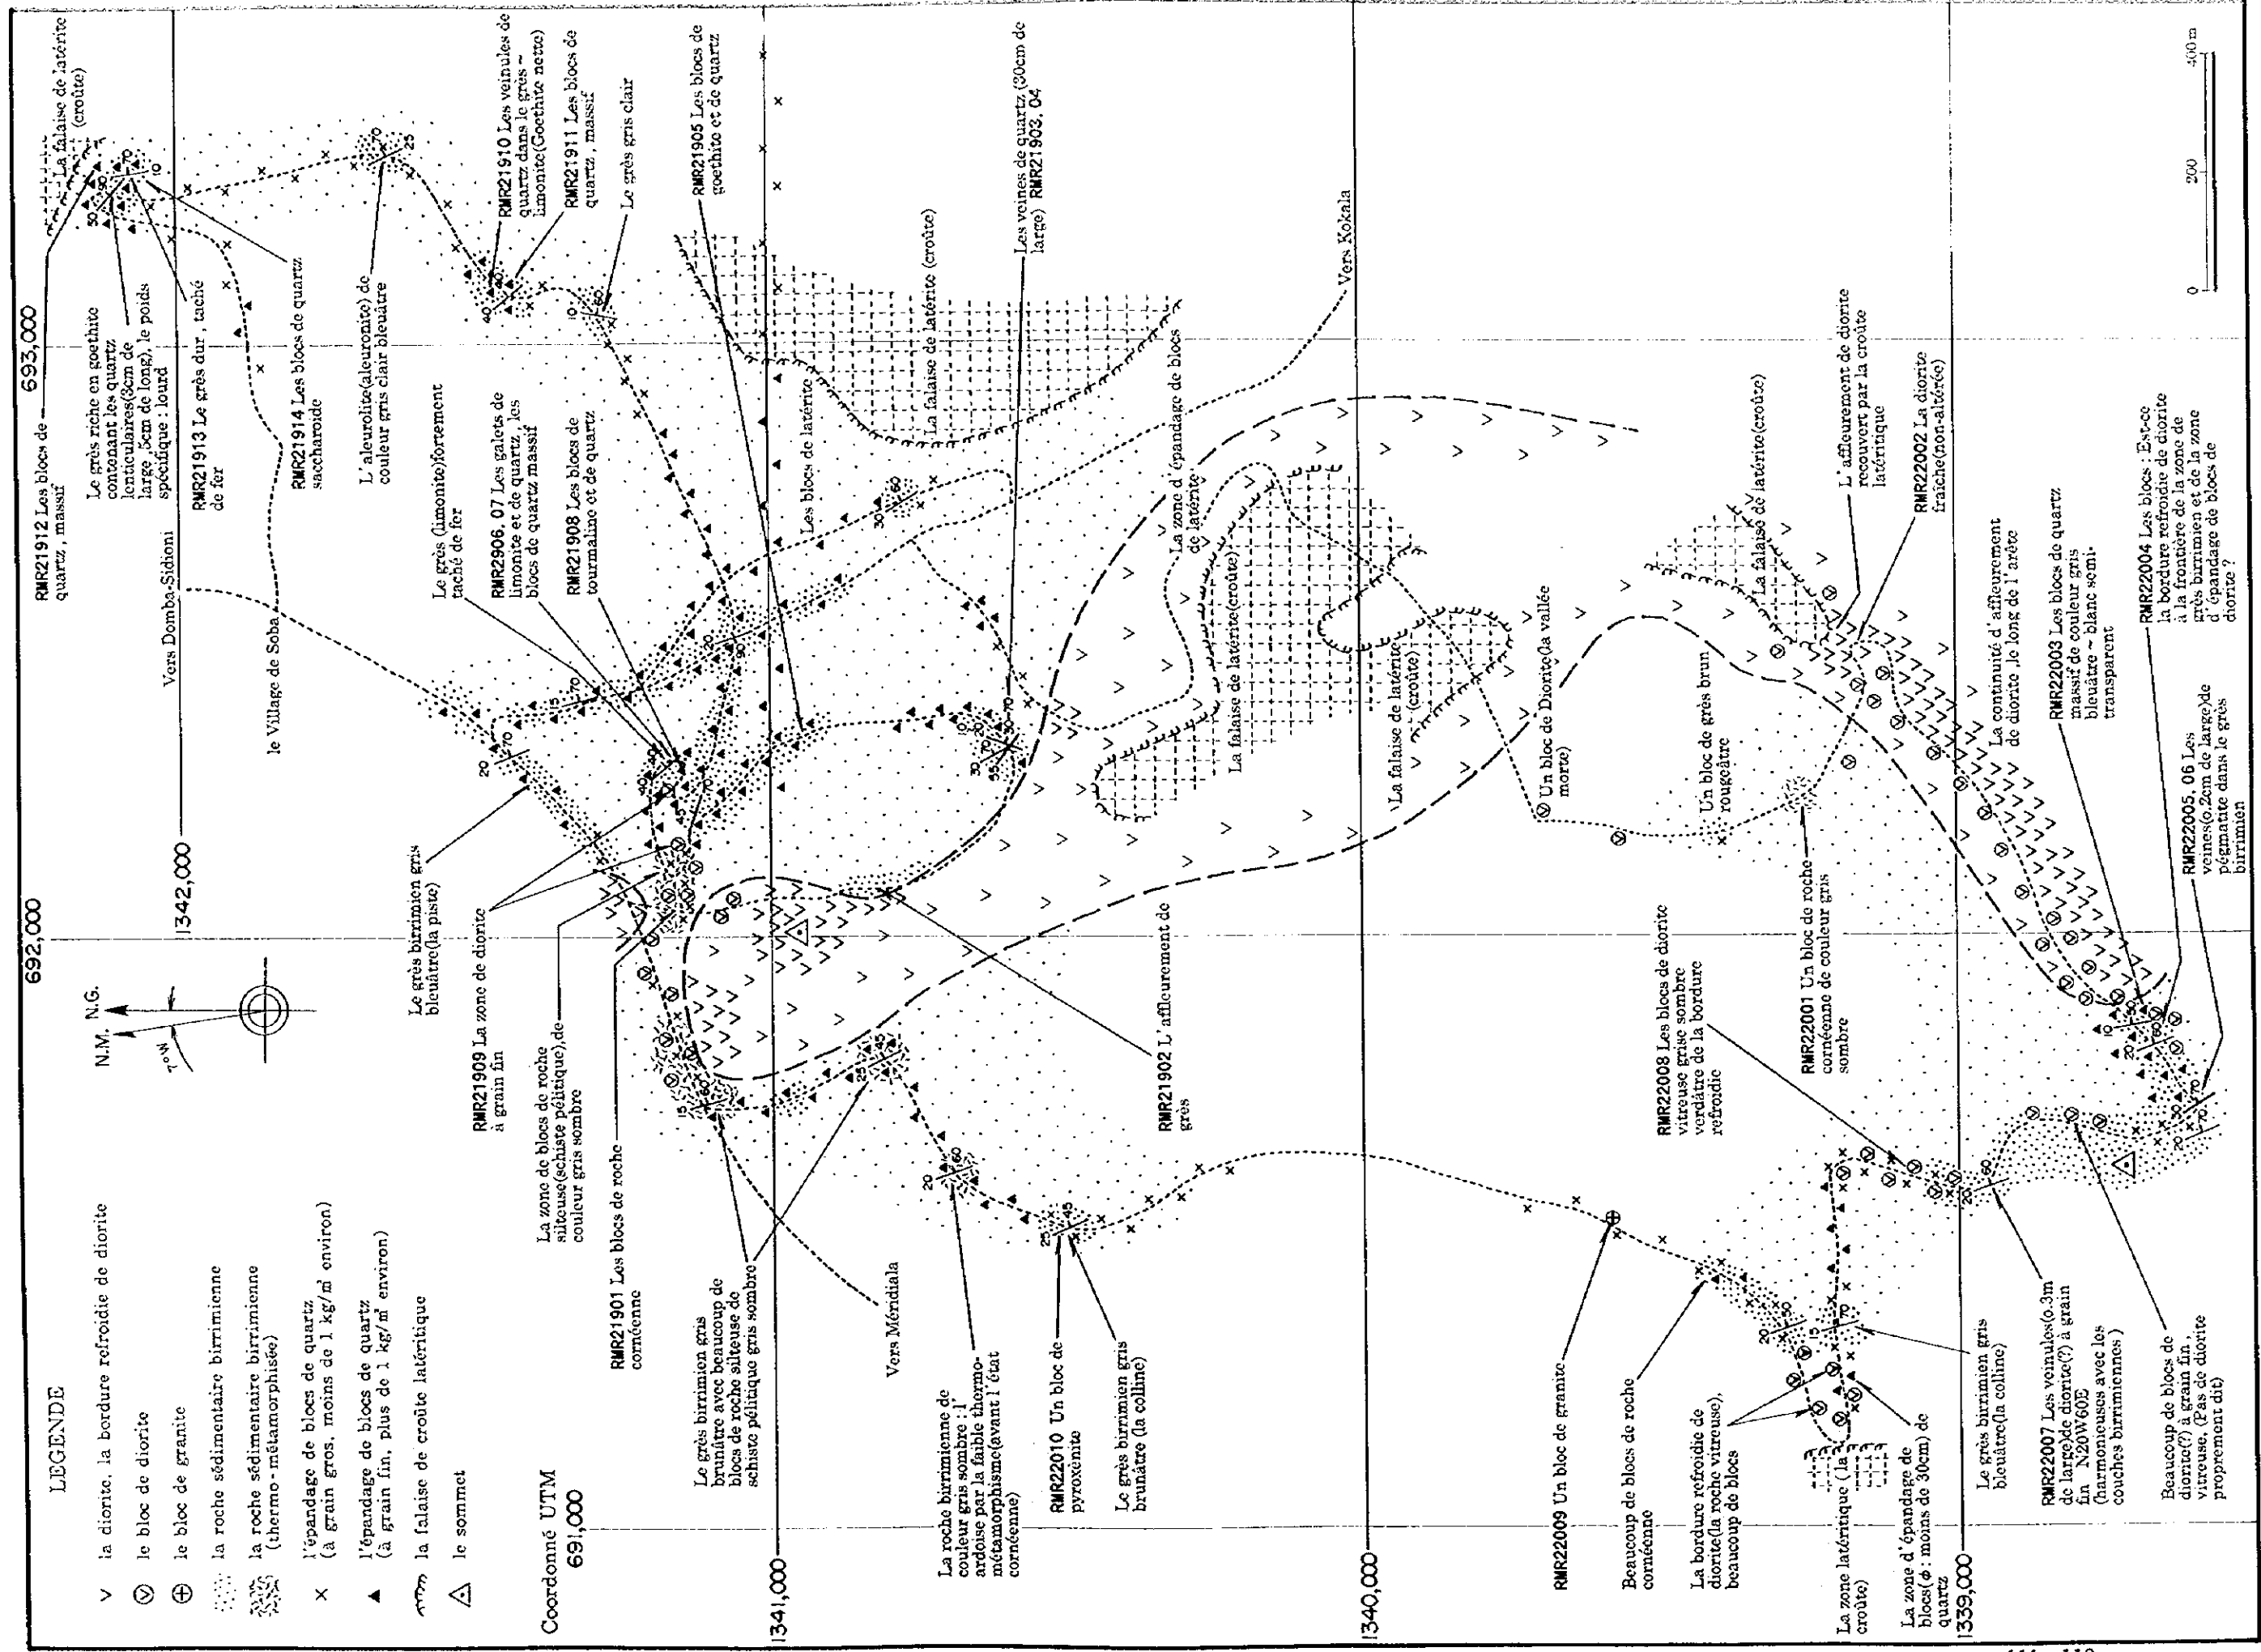 LEGENDE
la diorite, la bordure refroidie de diorite
le bloc de diorite
le bloc de granite
la roche sédimentaire birrimienne
la roche sédimentaire birrimienne
(thermo-métamorphisée)
l'épandage de blocs de quartz
(à grain gros, moins de 1 kg/m² environ)
l'épandage de blocs de quartz
(à grain fin, plus de 1 kg/m² environ)
la falaise de croûte latéritique
le sommet
Coordonné UTM
691,000
692,000
693,000
1342,000
1341,000
1340,000
1339,000
N.M.
N.G.
7°W
0
200
400 m
RMR21912 Les blocs de
quartz, massif
Le grès riche en goethite
contenant les quartz
lenticulaires(3cm de
large, 5cm de long), le poids
spécifique : lourd
RMR21913 Le grès dur, taché
de fer
RMR21914 Les blocs de quartz
saccharoide
L'aleurolite(aleuronite) de
couleur gris clair bleuâtre
La falaise de latérite
(croûte)
RMR21910 Les veinules de
quartz dans le grès ~
limonite(Goethite nette)
RMR21911 Les blocs de
quartz, massif
Le grès gris clair
RMR21905 Les blocs de
goethite et de quartz
Vers Domba-Sidioni
le Village de Soba
Le grès (limonite)fortement
taché de fer
RMR2906, 07 Les galets de
limonite et de quartz, les
blocs de quartz massif
RMR21908 Les blocs de
tourmaline et de quartz
Les blocs de latérite
La falaise de latérite (croûte)
Les veines de quartz (30cm de
large) RMR21903, 04
Vers Kokala
La zone d'épandage de blocs
de latérite
La falaise de latérite(croûte)
La falaise de latérite
(croûte)
Un bloc de Diorite(la vallée
morte)
La falaise de latérite(croûte)
L'affleurement de diorite
recouvert par la croûte
latéritique
RMR22002 La diorite
fraîche(non-altérée)
Un bloc de grès brun
rougeâtre
La continuité d'affleurement
de diorite, le long de l'arête
RMR22003 Les blocs de quartz
massif de couleur gris
bleuâtre ~ blanc semi-
transparent
RMR22004 Les blocs : Est-ce
la bordure refroidie de diorite
à la frontière de la zone de
grès birrimien et de la zone
d'épandage de blocs de
diorite ?
RMR22005, 06 Les
veines(0.2cm de large)de
pégmatite dans le grès
birrimien
Le grès birrimien gris
bleuâtre(la piste)
RMR21909 La zone de diorite
à grain fin
La zone de blocs de roche
silteuse(schiste pélitique), de
couleur gris sombre
RMR21901 Les blocs de roche
cornéenne
Le grès birrimien gris
brunâtre avec beaucoup de
blocs de roche silteuse de
schiste pélitique gris sombre
Vers Méridiala
RMR21902 L'affleurement de
grès
La roche birrimienne de
couleur gris sombre : l'
ardoise par la faible thermo-
métamorphisme(avant l'état
cornéenne)
RMR22010 Un bloc de
pyroxénite
Le grès birrimien gris
brunâtre (la colline)
RMR22008 Les blocs de diorite
vitreuse grise sombre
verdâtre de la bordure
refroidie
RMR22001 Un bloc de roche
cornéenne de couleur gris
sombre
RMR22009 Un bloc de granite
Beaucoup de blocs de roche
cornéenne
La bordure refroidie de
diorite(la roche vitreuse),
beaucoup de blocs
La zone latéritique (la
croûte)
La zone d'épandage de
blocs(φ : moins de 30cm) de
quartz
Le grès birrimien gris
bleuâtre(la colline)
RMR22007 Les veinules(0.3m
de large)de diorite(?) à grain
fin N20W60E
(harmonieuses avec les
couches birrimiennes)
Beaucoup de blocs de
diorite(?) à grain fin,
vitreuse, (Pas de diorite
proprement dit)